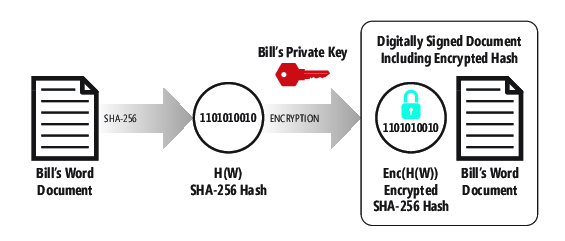 Bill's Private Key
Digitally Signed Document
Including Encrypted Hash
SHA-256
1101010010
ENCRYPTION
1101010010
Bill's Word
Document
H(W)
SHA-256 Hash
Enc(H(W))
Encrypted
SHA-256 Hash
Bill's Word
Document